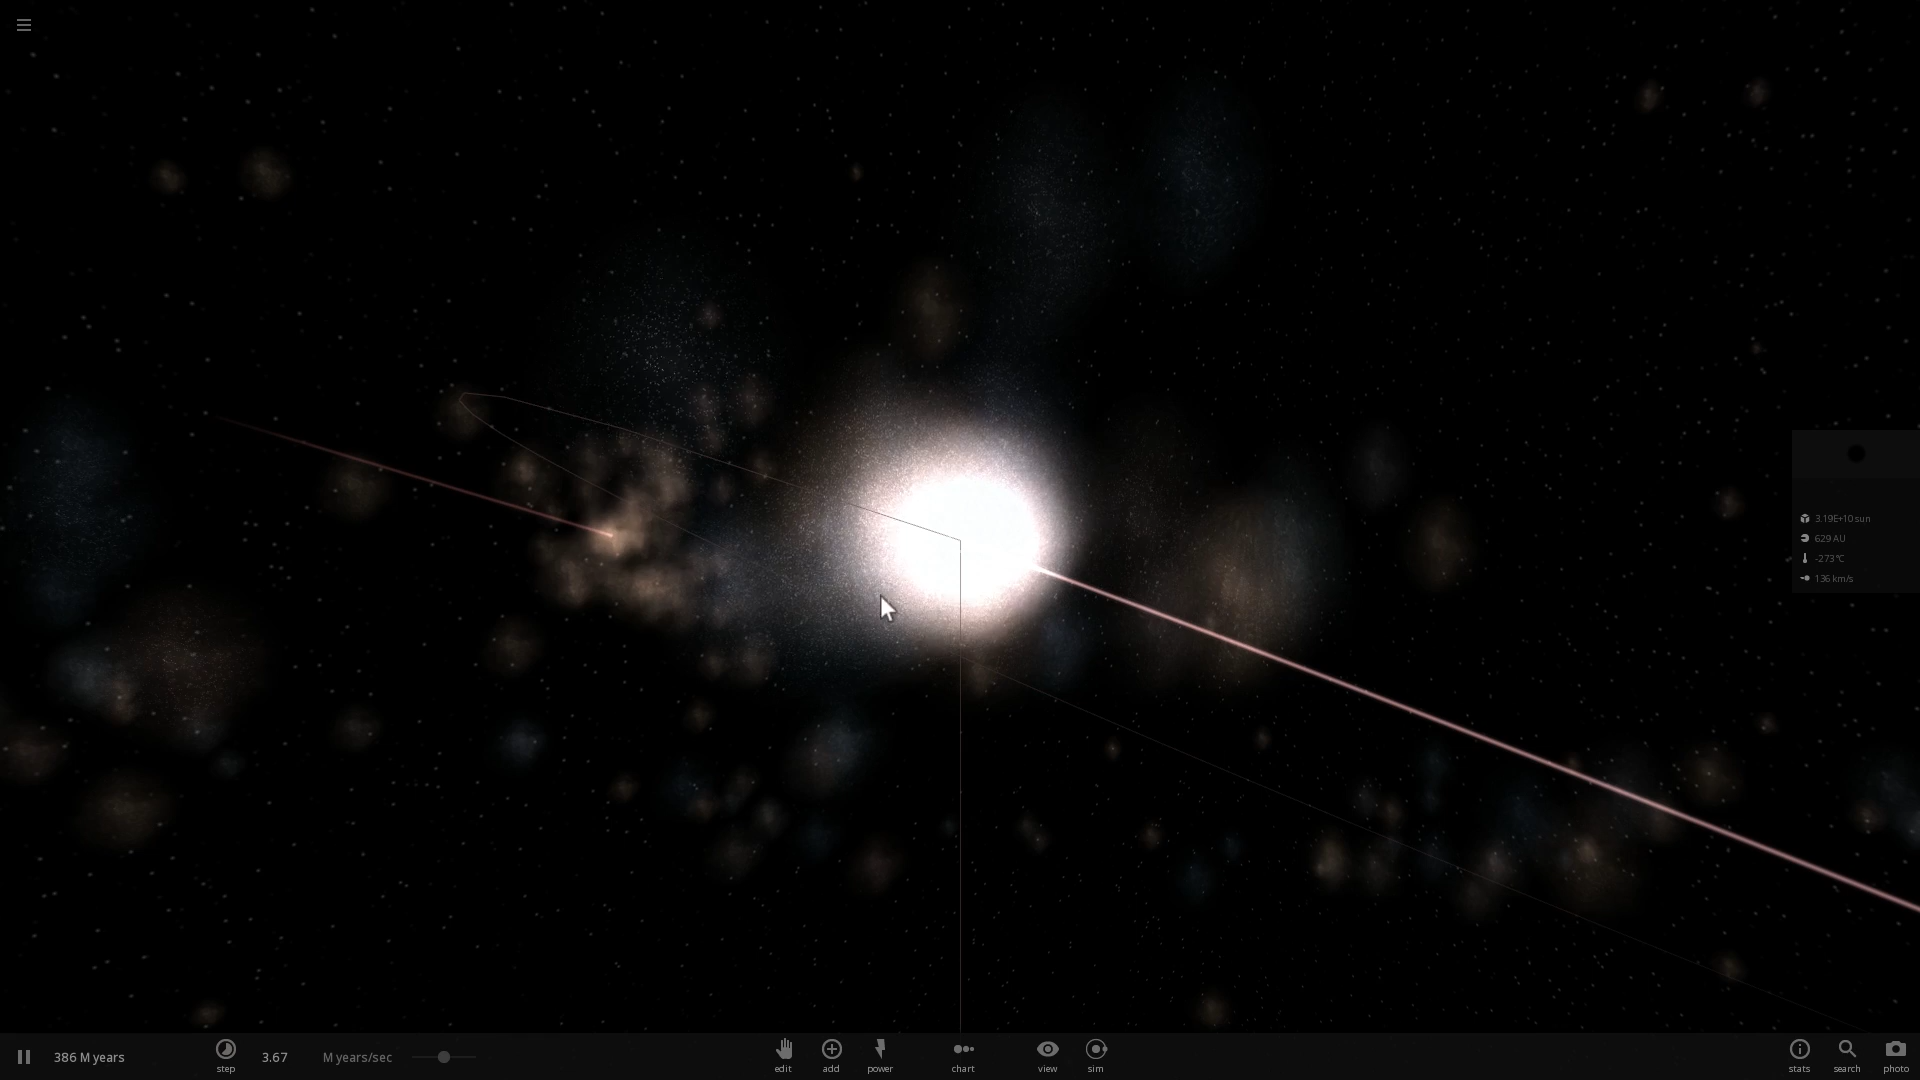 3.19E+10 sun
629 AU
-273°C
136 km/s
386 M years
step
3.67
M years/sec
edit
add
power
chart
view
sim
stats
search
photo